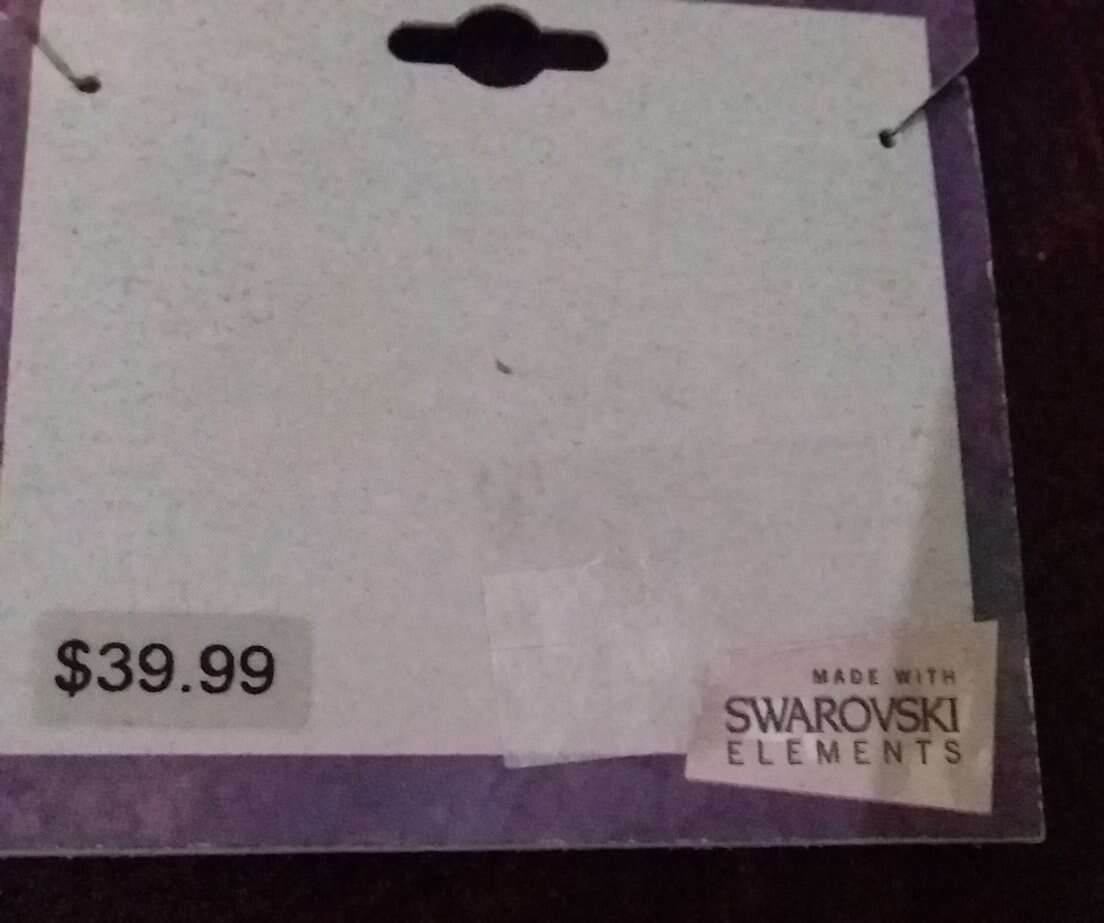 $39.99
MADE WITH
SWAROVSKI
ELEMENTS